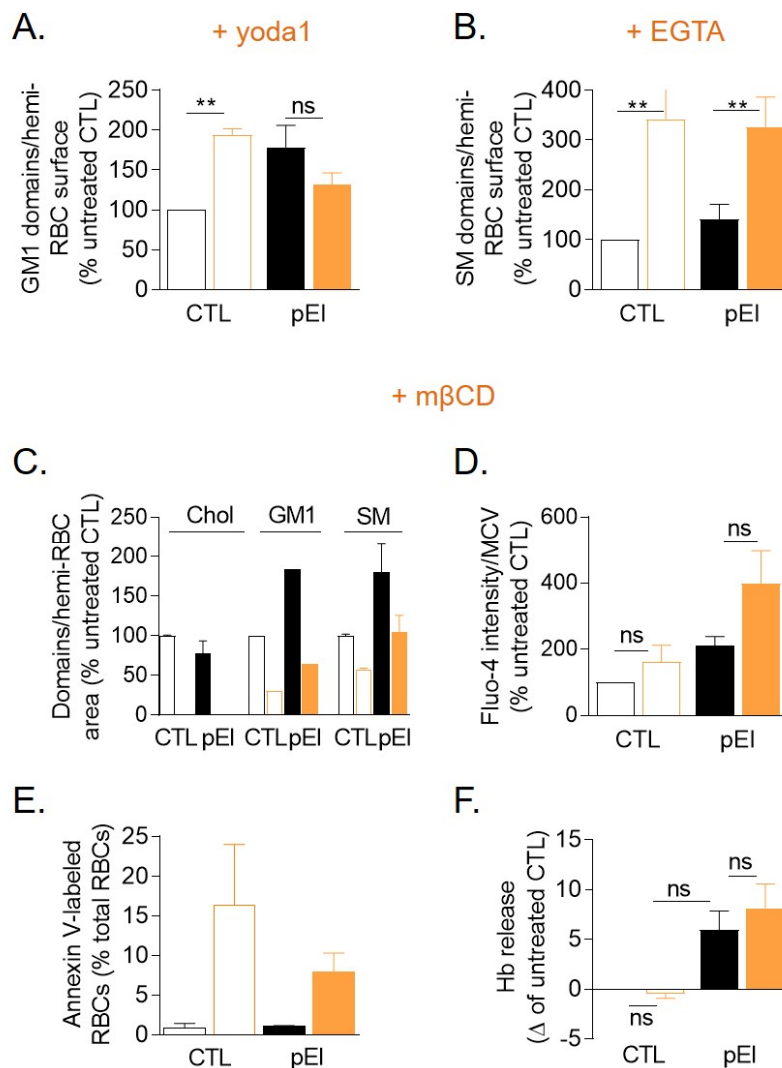 A.
+ yoda1
GM1 domains/hemi-
RBC surface
(% untreated CTL)
250
200
150
100
50
0
**
ns
CTL
pEI
B.
+ EGTA
SM domains/hemi-
RBC surface
(% untreated CTL)
400
300
200
100
0
**
**
CTL
pEI
+ mβCD
C.
Domains/hemi-RBC
area (% untreated CTL)
250
200
150
100
50
0
Chol GM1 SM
CTL pEI CTL pEI CTL pEI
D.
Fluo-4 intensity/MCV
(% untreated CTL)
600
400
200
0
ns
ns
CTL
pEI
E.
Annexin V-labeled
RBCs (% total RBCs)
25
20
15
10
5
0
CTL
pEI
F.
Hb release
(Δ of untreated CTL)
15
10
5
0
-5
ns
ns
ns
CTL
pEI